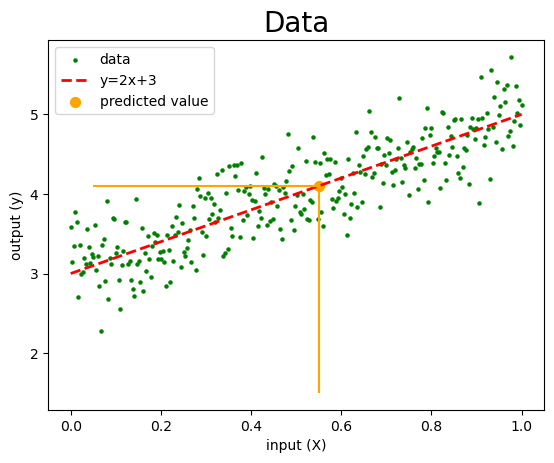 Data
data
y=2x+3
predicted value
output (y)
5
4
3
2
0.0 0.2 0.4 0.6 0.8 1.0
input (X)